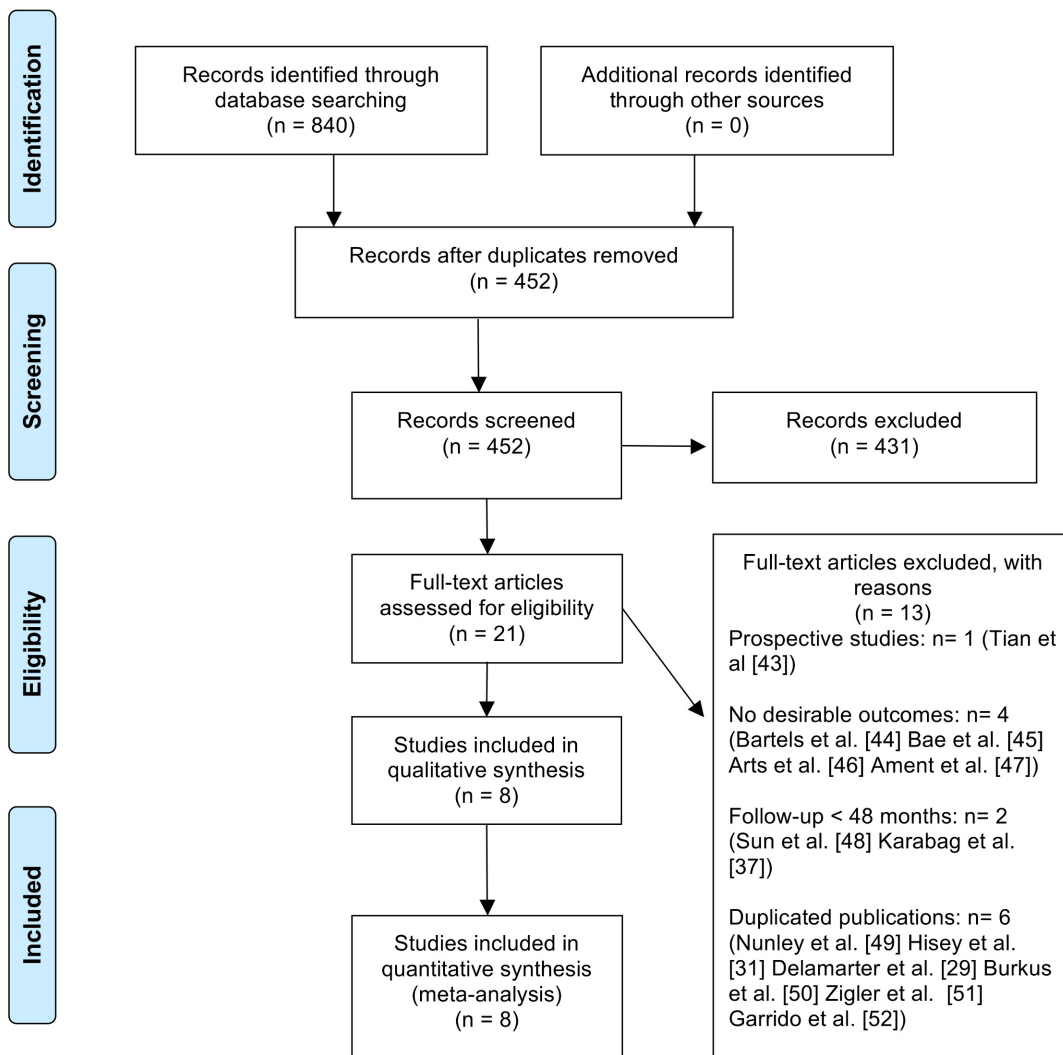 Identification
Records identified through
database searching
(n = 840)
Additional records identified
through other sources
(n = 0)
Records after duplicates removed
(n = 452)
Screening
Records screened
(n = 452)
Records excluded
(n = 431)
Eligibility
Full-text articles
assessed for eligibility
(n = 21)
Full-text articles excluded, with
reasons
(n = 13)
Prospective studies: n= 1 (Tian et
al [43])
No desirable outcomes: n= 4
(Bartels et al. [44] Bae et al. [45]
Arts et al. [46] Ament et al. [47])
Follow-up < 48 months: n= 2
(Sun et al. [48] Karabag et al.
[37])
Duplicated publications: n= 6
(Nunley et al. [49] Hisey et al.
[31] Delamarter et al. [29] Burkus
et al. [50] Zigler et al. [51]
Garrido et al. [52])
Studies included in
qualitative synthesis
(n = 8)
Included
Studies included in
quantitative synthesis
(meta-analysis)
(n = 8)